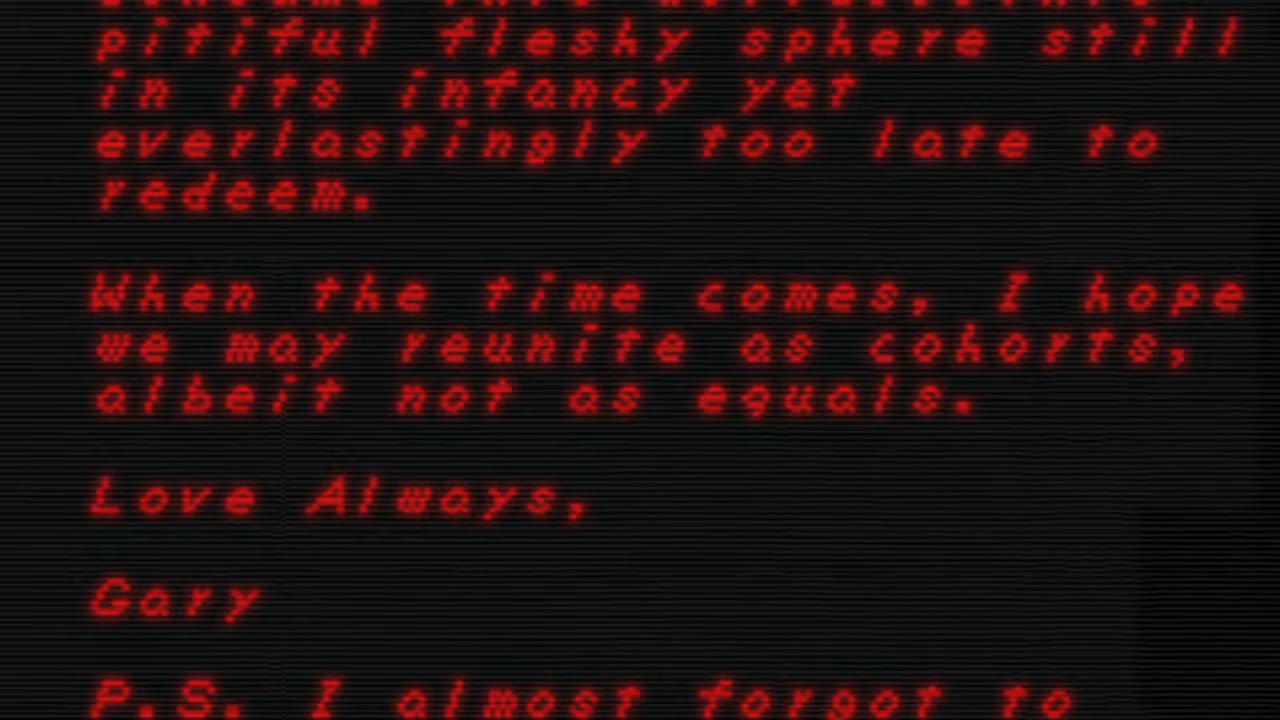 pitiful fleshy sphere still
in its infancy yet
everlastingly too late to
redeem.
When the time comes, I hope
we may reunite as cohorts,
albeit not as equals.
Love Always,
Gary
P.S. I almost forgot to